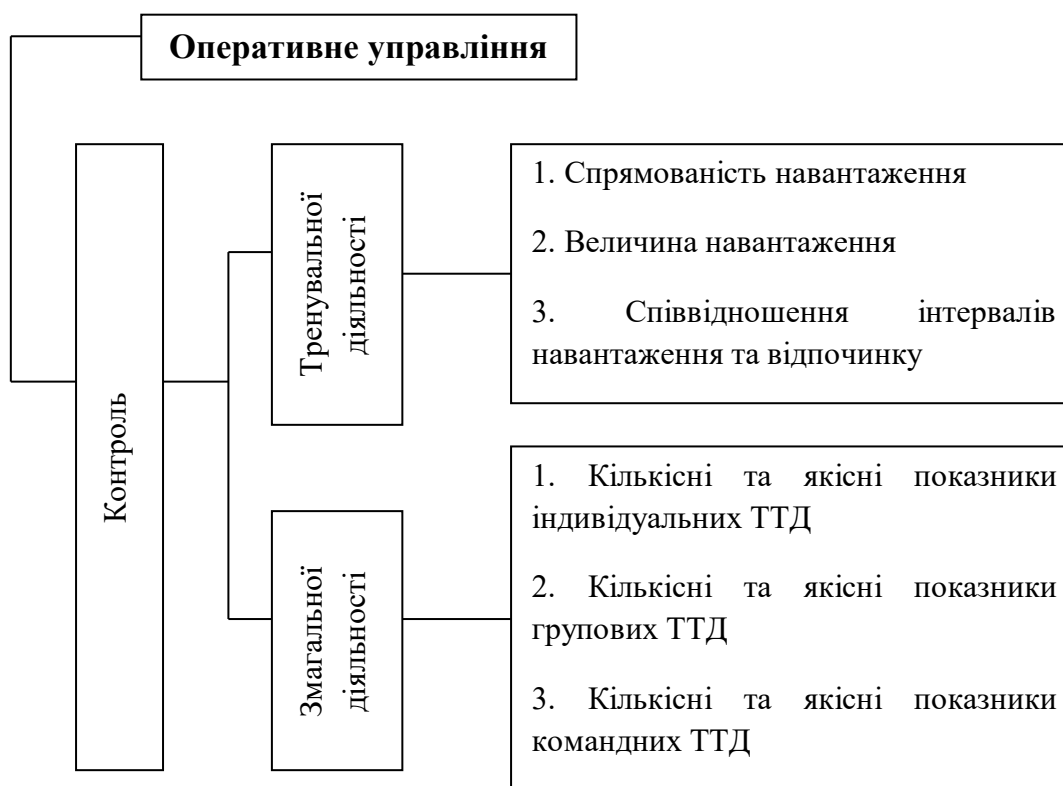 Оперативне управління
Контроль
Тренувальної
діяльності
1. Спрямованість навантаження
2. Величина навантаження
3. Співвідношення інтервалів
навантаження та відпочинку
Змагальної
діяльності
1. Кількісні та якісні показники
індивідуальних ТТД
2. Кількісні та якісні показники
групових ТТД
3. Кількісні та якісні показники
командних ТТД